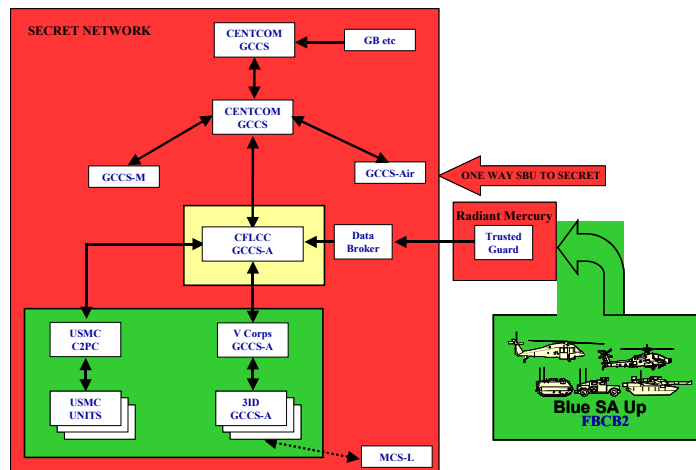 SECRET NETWORK
CENTCOM
GCCS
GB etc
CENTCOM
GCCS
GCCS-M
GCCS-Air
ONE WAY SBU TO SECRET
Radiant Mercury
CFLCC
GCCS-A
Data
Broker
Trusted
Guard
USMC
C2PC
V Corps
GCCS-A
USMC
UNITS
3ID
GCCS-A
Blue SA Up
FBCB2
MCS-L